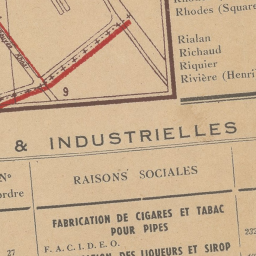 Rhodes (Square
Rialan
Richaud
Riquier
Rivière (Henri
9
& INDUSTRIELLES
N°
ordre
RAISONS SOCIALES
FABRICATION DE CIGARES ET TABAC
POUR PIPES
27
F. A. C. I. D. E. O.
DES LIQUEURS ET SIROP